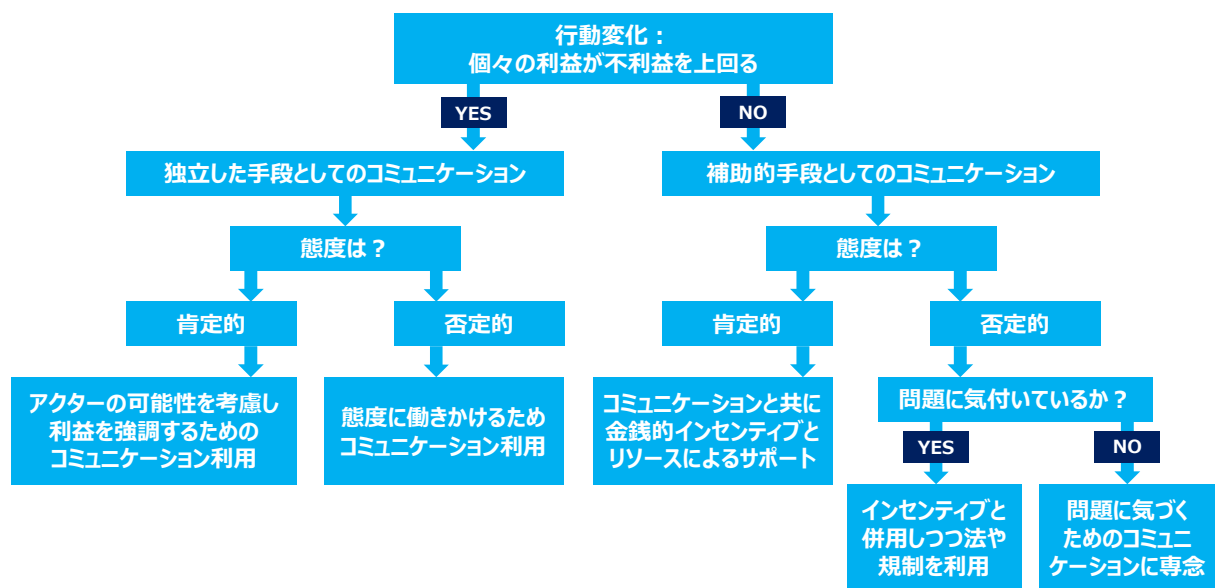 行動変化：
個々の利益が不利益を上回る
YES
NO
独立した手段としてのコミュニケーション
補助的手段としてのコミュニケーション
態度は？
態度は？
肯定的
否定的
肯定的
否定的
アクターの可能性を考慮し
利益を強調するための
コミュニケーション利用
態度に働きかけるため
コミュニケーション利用
コミュニケーションと共に
金銭的インセンティブと
リソースによるサポート
問題に気付いているか？
YES
NO
インセンティブと
併用しつつ法や
規制を利用
問題に気づく
ためのコミュニ
ケーションに専念